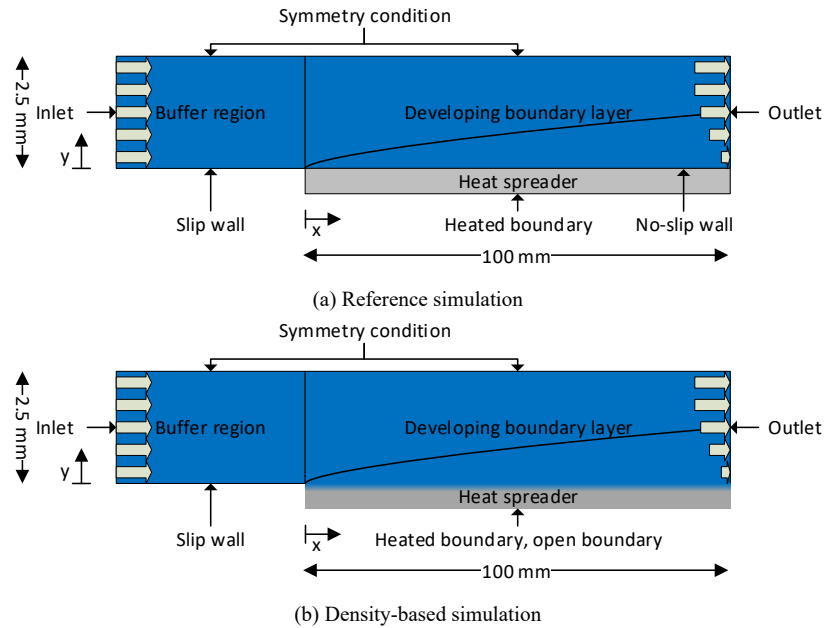 Symmetry condition
2.5 mm
Inlet
Buffer region
Developing boundary layer
Outlet
y
Heat spreader
Slip wall
x
Heated boundary
No-slip wall
100 mm
(a) Reference simulation
Symmetry condition
2.5 mm
Inlet
Buffer region
Developing boundary layer
Outlet
y
Heat spreader
Slip wall
x
Heated boundary, open boundary
100 mm
(b) Density-based simulation